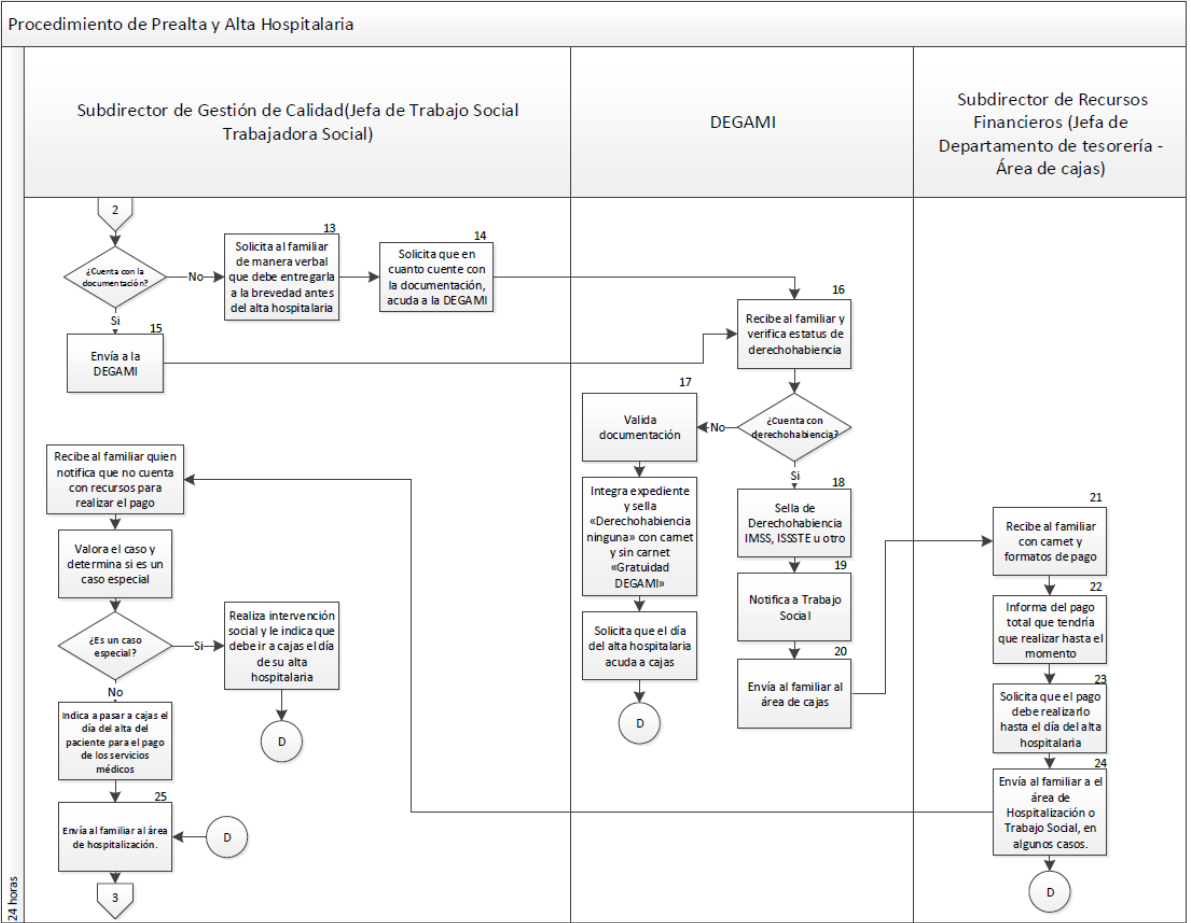 Procedimiento de Prealta y Alta Hospitalaria
Subdirector de Gestión de Calidad(Jefa de Trabajo Social
Trabajadora Social)
DEGAMI
Subdirector de Recursos
Financieros (Jefa de
Departamento de tesorería -
Área de cajas)
2
¿Cuenta con la
documentación?
No
Si
13
Solicita al familiar
de manera verbal
que debe entregarla
a la brevedad antes
del alta hospitalaria
14
Solicita que en
cuanto cuente con
la documentación,
acuda a la DEGAMI
15
Envía a la
DEGAMI
16
Recibe al familiar y
verifica estatus de
derechohabiencia
¿Cuenta con
derechohabiencia?
No
Si
17
Valida
documentación
Integra expediente
y sella
«Derechohabiencia
ninguna» con carnet
y sin carnet
«Gratuidad
DEGAMI»
Solicita que el día
del alta hospitalaria
acuda a cajas
D
18
Sella de
Derechohabiencia
IMSS, ISSSTE u otro
19
Notifica a Trabajo
Social
20
Envía al familiar al
área de cajas
21
Recibe al familiar
con carnet y
formatos de pago
22
Informa del pago
total que tendría
que realizar hasta el
momento
23
Solicita que el pago
debe realizarlo
hasta el día del alta
hospitalaria
24
Envía al familiar a el
área de
Hospitalización o
Trabajo Social, en
algunos casos.
D
Recibe al familiar quien
notifica que no cuenta
con recursos para
realizar el pago
Valora el caso y
determina si es un
caso especial
¿Es un caso
especial?
Si
No
Realiza intervención
social y le indica que
debe ir a cajas el día
de su alta
hospitalaria
D
Indica a pasar a cajas el
día del alta del
paciente para el pago
de los servicios
médicos
25
Envía al familiar al área
de hospitalización.
D
3
24 horas